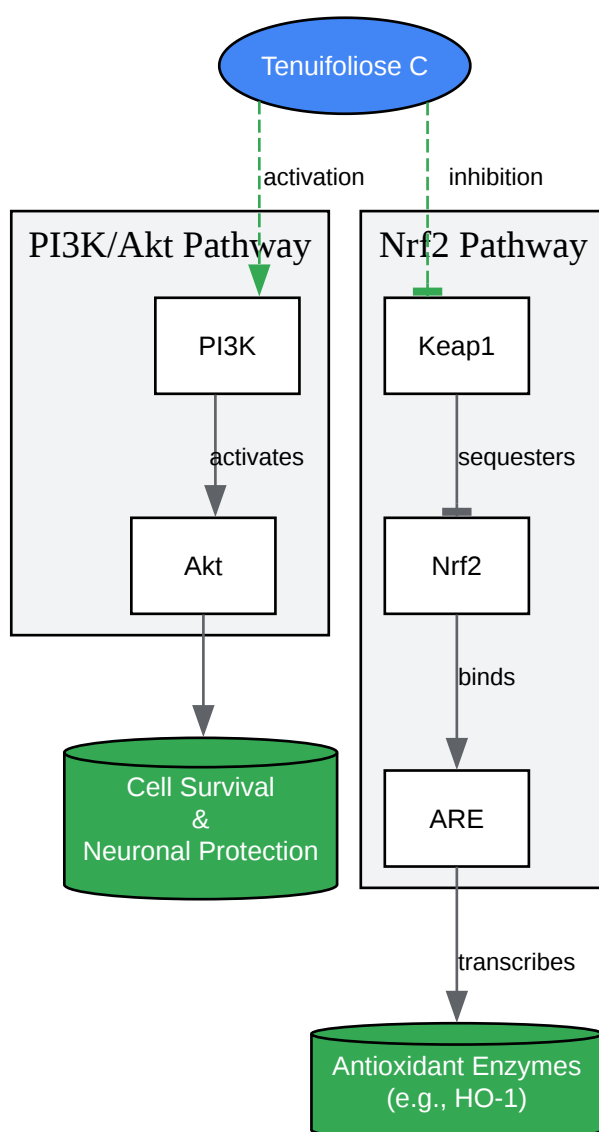 Tenuifoliose C
activation
inhibition
PI3K/Akt Pathway
PI3K
activates
Akt
Cell Survival
&
Neuronal Protection
Nrf2 Pathway
Keap1
sequesters
Nrf2
binds
ARE
transcribes
Antioxidant Enzymes
(e.g., HO-1)